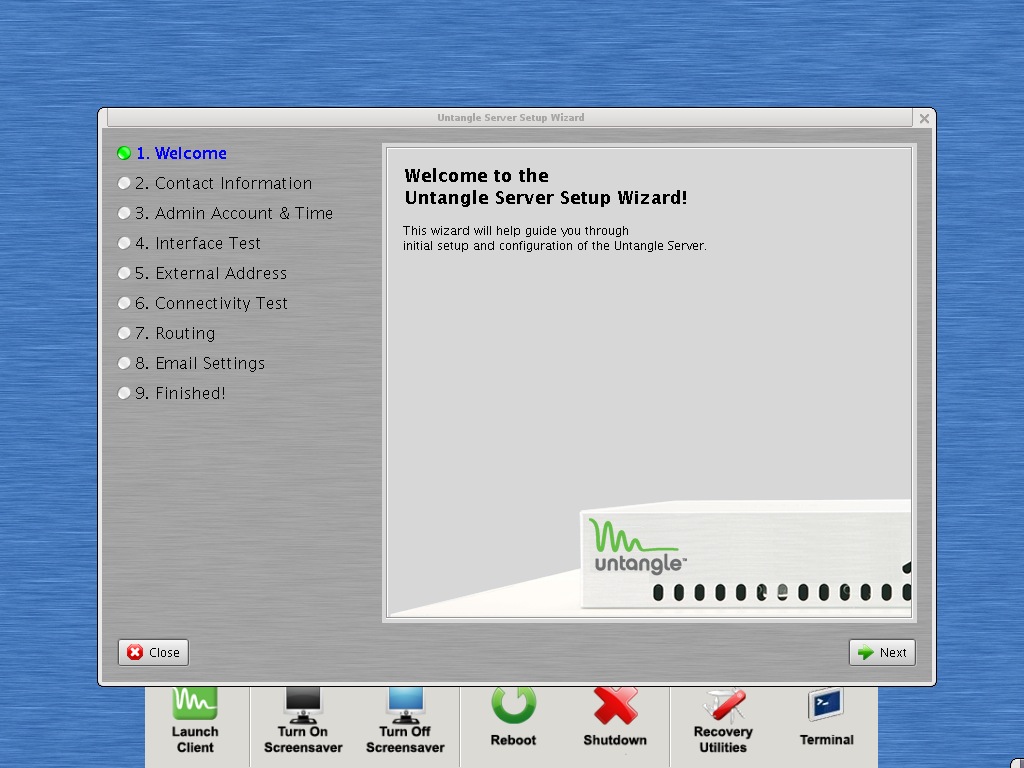 Untangle Server Setup Wizard
1. Welcome
2. Contact Information
3. Admin Account & Time
4. Interface Test
5. External Address
6. Connectivity Test
7. Routing
8. Email Settings
9. Finished!
Welcome to the
Untangle Server Setup Wizard!
This wizard will help guide you through
initial setup and configuration of the Untangle Server.
untangle™
Close
Next
Launch
Client
Turn On
Screensaver
Turn Off
Screensaver
Reboot
Shutdown
Recovery
Utilities
Terminal